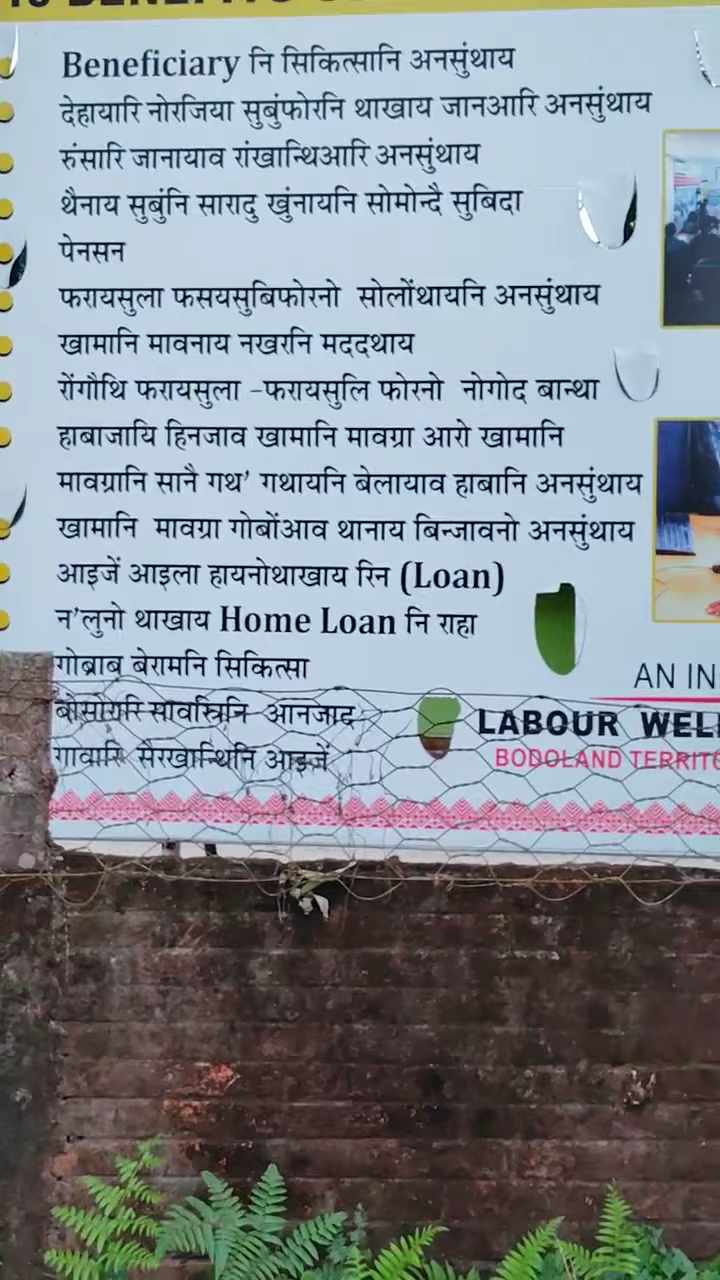 BENEFITS
Beneficiary नि सिकित्सानि अनसुंथाय
देहायारि नोरजिया सुबुंफोरनि थाखाय जानआरि अनसुंथाय
रुंसारि जानायाव रांखान्थिआरि अनसुंथाय
थैनाय सुबुंनि सारादु खुंनायनि सोमोन्दै सुबिदा
पेनसन
फरायसुला फसयसुबिफोरनो सोलोंथायनि अनसुंथाय
खामानि मावनाय नखरनि मददथाय
रोंगौथि फरायसुला -फरायसुलि फोरनो नोगोद बान्था
हाबाजायि हिनजाव खामानि मावग्रा आरो खामानि
मावग्रानि सानै गथ’ गथायनि बेलायाव हाबानि अनसुंथाय
खामानि मावग्रा गोबोंआव थानाय बिन्जावनो अनसुंथाय
आइजें आइला हायनोथाखाय रिन (Loan)
न’लुनो थाखाय Home Loan नि राहा
गोब्राब बेरामनि सिकित्सा
बोसोरारि सावस्त्रिनि आनजाद
गावारि सैरखान्थिनि आइजें
AN IN
LABOUR WEL
BODOLAND TERRITO